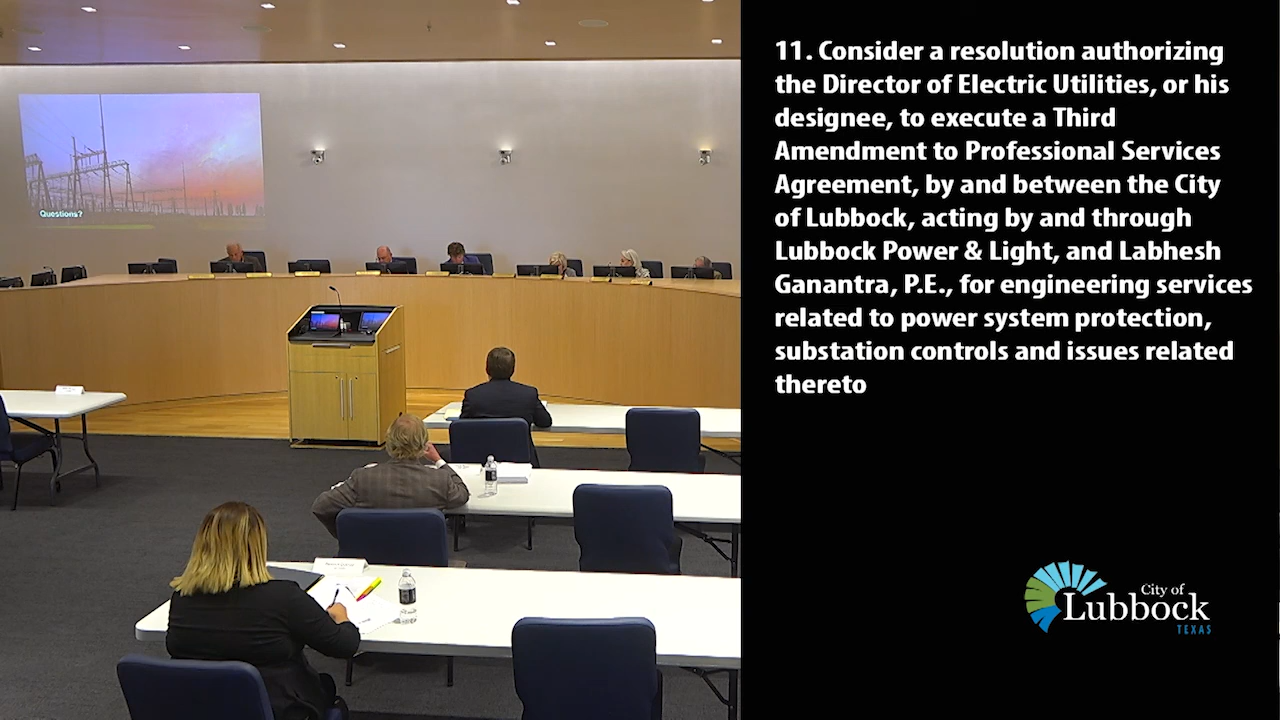 11. Consider a resolution authorizing
the Director of Electric Utilities, or his
designee, to execute a Third
Amendment to Professional Services
Agreement, by and between the City
of Lubbock, acting by and through
Lubbock Power & Light, and Labhesh
Ganantra, P.E., for engineering services
related to power system protection,
substation controls and issues related
thereto
Questions?
City of
Lubbock
TEXAS